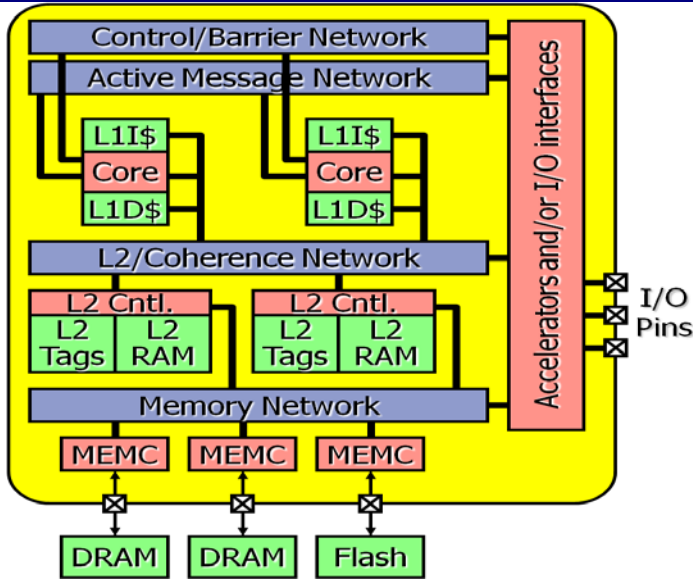 Control/Barrier Network
Active Message Network
L1I$
Core
L1D$
L1I$
Core
L1D$
L2/Coherence Network
L2 Cntl.
L2 Tags
L2 RAM
L2 Cntl.
L2 Tags
L2 RAM
Memory Network
MEMC
MEMC
MEMC
DRAM
DRAM
Flash
Accelerators and/or I/O interfaces
I/O
Pins